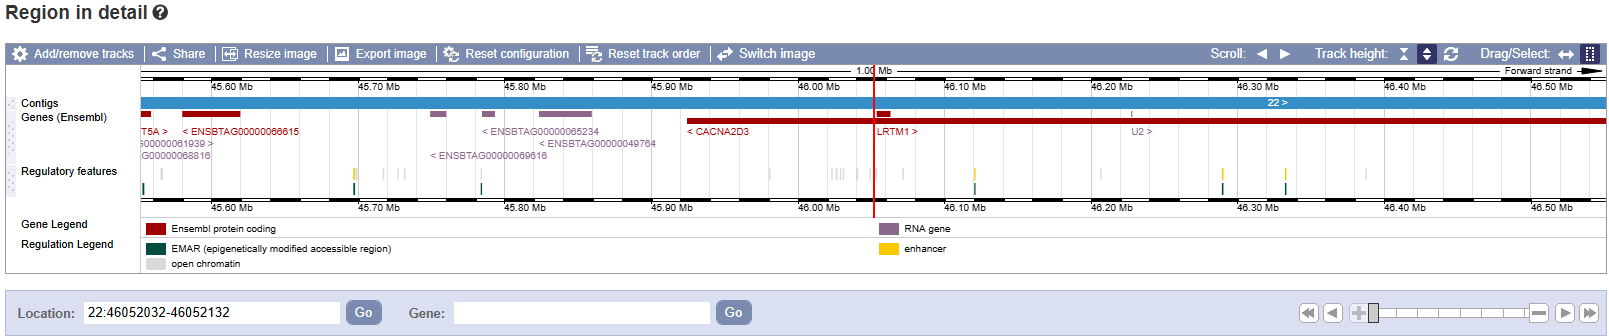 Region in detail ?
Add/remove tracks Share Resize image Export image Reset configuration Reset track order Switch image Scroll: Track height: Drag/Select:
1.00 Mb Forward strand
45.60 Mb 45.70 Mb 45.80 Mb 45.90 Mb 46.00 Mb 46.10 Mb 46.20 Mb 46.30 Mb 46.40 Mb 46.50 Mb
Contigs 22 >
Genes (Ensembl)
T5A > < ENSBTAG00000066615 < ENSBTAG00000065234 < CACNA2D3 LRTM1 > U2 >
G00000061939 > < ENSBTAG00000049764
G00000068816 < ENSBTAG00000069616
Regulatory features
45.60 Mb 45.70 Mb 45.80 Mb 45.90 Mb 46.00 Mb 46.10 Mb 46.20 Mb 46.30 Mb 46.40 Mb 46.50 Mb
Gene Legend Ensembl protein coding RNA gene
Regulation Legend EMAR (epigenetically modified accessible region) enhancer
open chromatin
Location: 22:46052032-46052132 Go Gene: Go